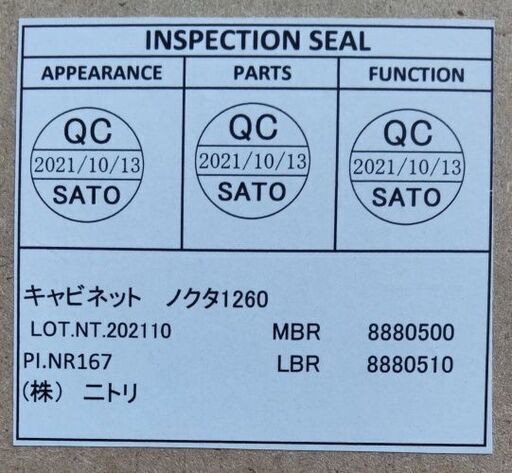 INSPECTION SEAL
APPEARANCE PARTS FUNCTION
QC QC QC
2021/10/13 2021/10/13 2021/10/13
SATO SATO SATO
キャビネット ノクタ1260
LOT.NT.202110 MBR 8880500
PI.NR167 LBR 8880510
(株) ニトリ